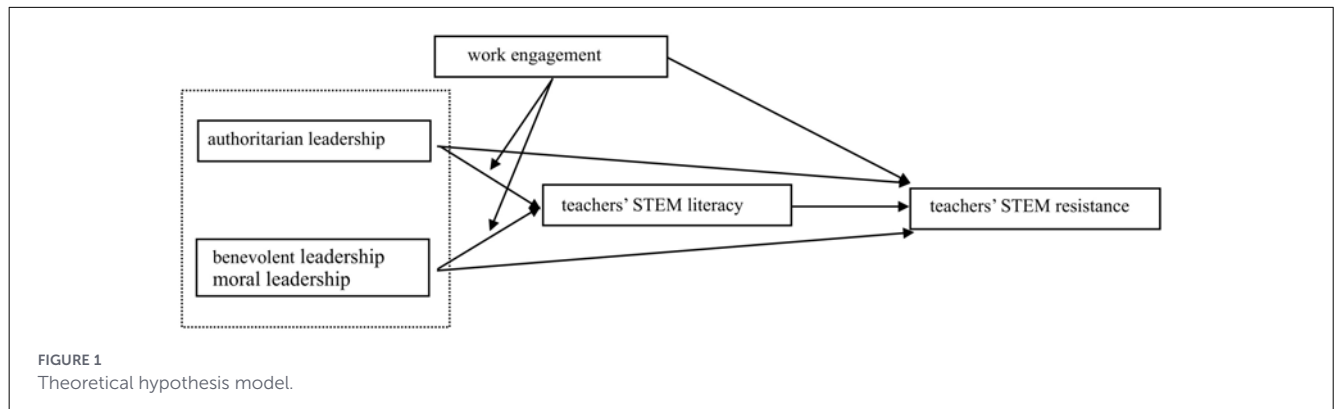 work engagement
authoritarian leadership
teachers’ STEM literacy
teachers’ STEM resistance
benevolent leadership
moral leadership
FIGURE 1
Theoretical hypothesis model.